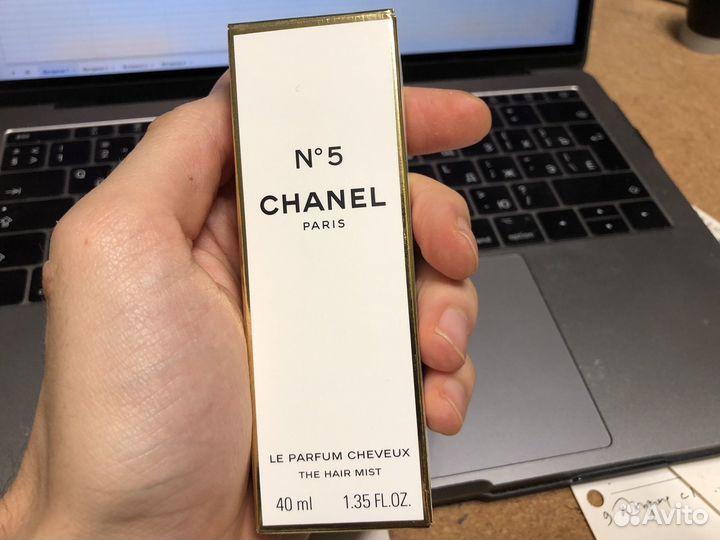 N°5
CHANEL
PARIS
LE PARFUM CHEVEUX
THE HAIR MIST
40 ml 1.35 FL.OZ.
Avito